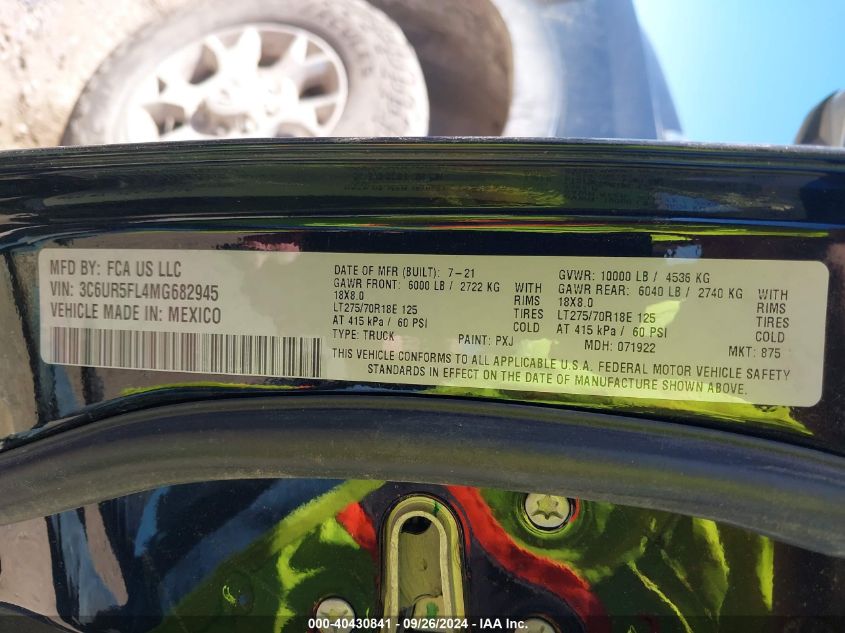 MFD BY: FCA US LLC
VIN: 3C6UR5FL4MG682945
VEHICLE MADE IN: MEXICO
DATE OF MFR (BUILT): 7-21
GAWR FRONT: 6000 LB / 2722 KG
18X8.0 RIMS
LT275/70R18E 125 TIRES
AT 415 kPa / 60 PSI COLD
TYPE: TRUCK PAINT: PXJ
GVWR: 10000 LB / 4536 KG
GAWR REAR: 6040 LB / 2740 KG WITH
18X8.0 RIMS
LT275/70R18E 125 TIRES
AT 415 kPa / 60 PSI COLD
MDH: 071922 MKT: 875
THIS VEHICLE CONFORMS TO ALL APPLICABLE U.S.A. FEDERAL MOTOR VEHICLE SAFETY
STANDARDS IN EFFECT ON THE DATE OF MANUFACTURE SHOWN ABOVE.
000-40430841 - 09/26/2024 - IAA Inc.